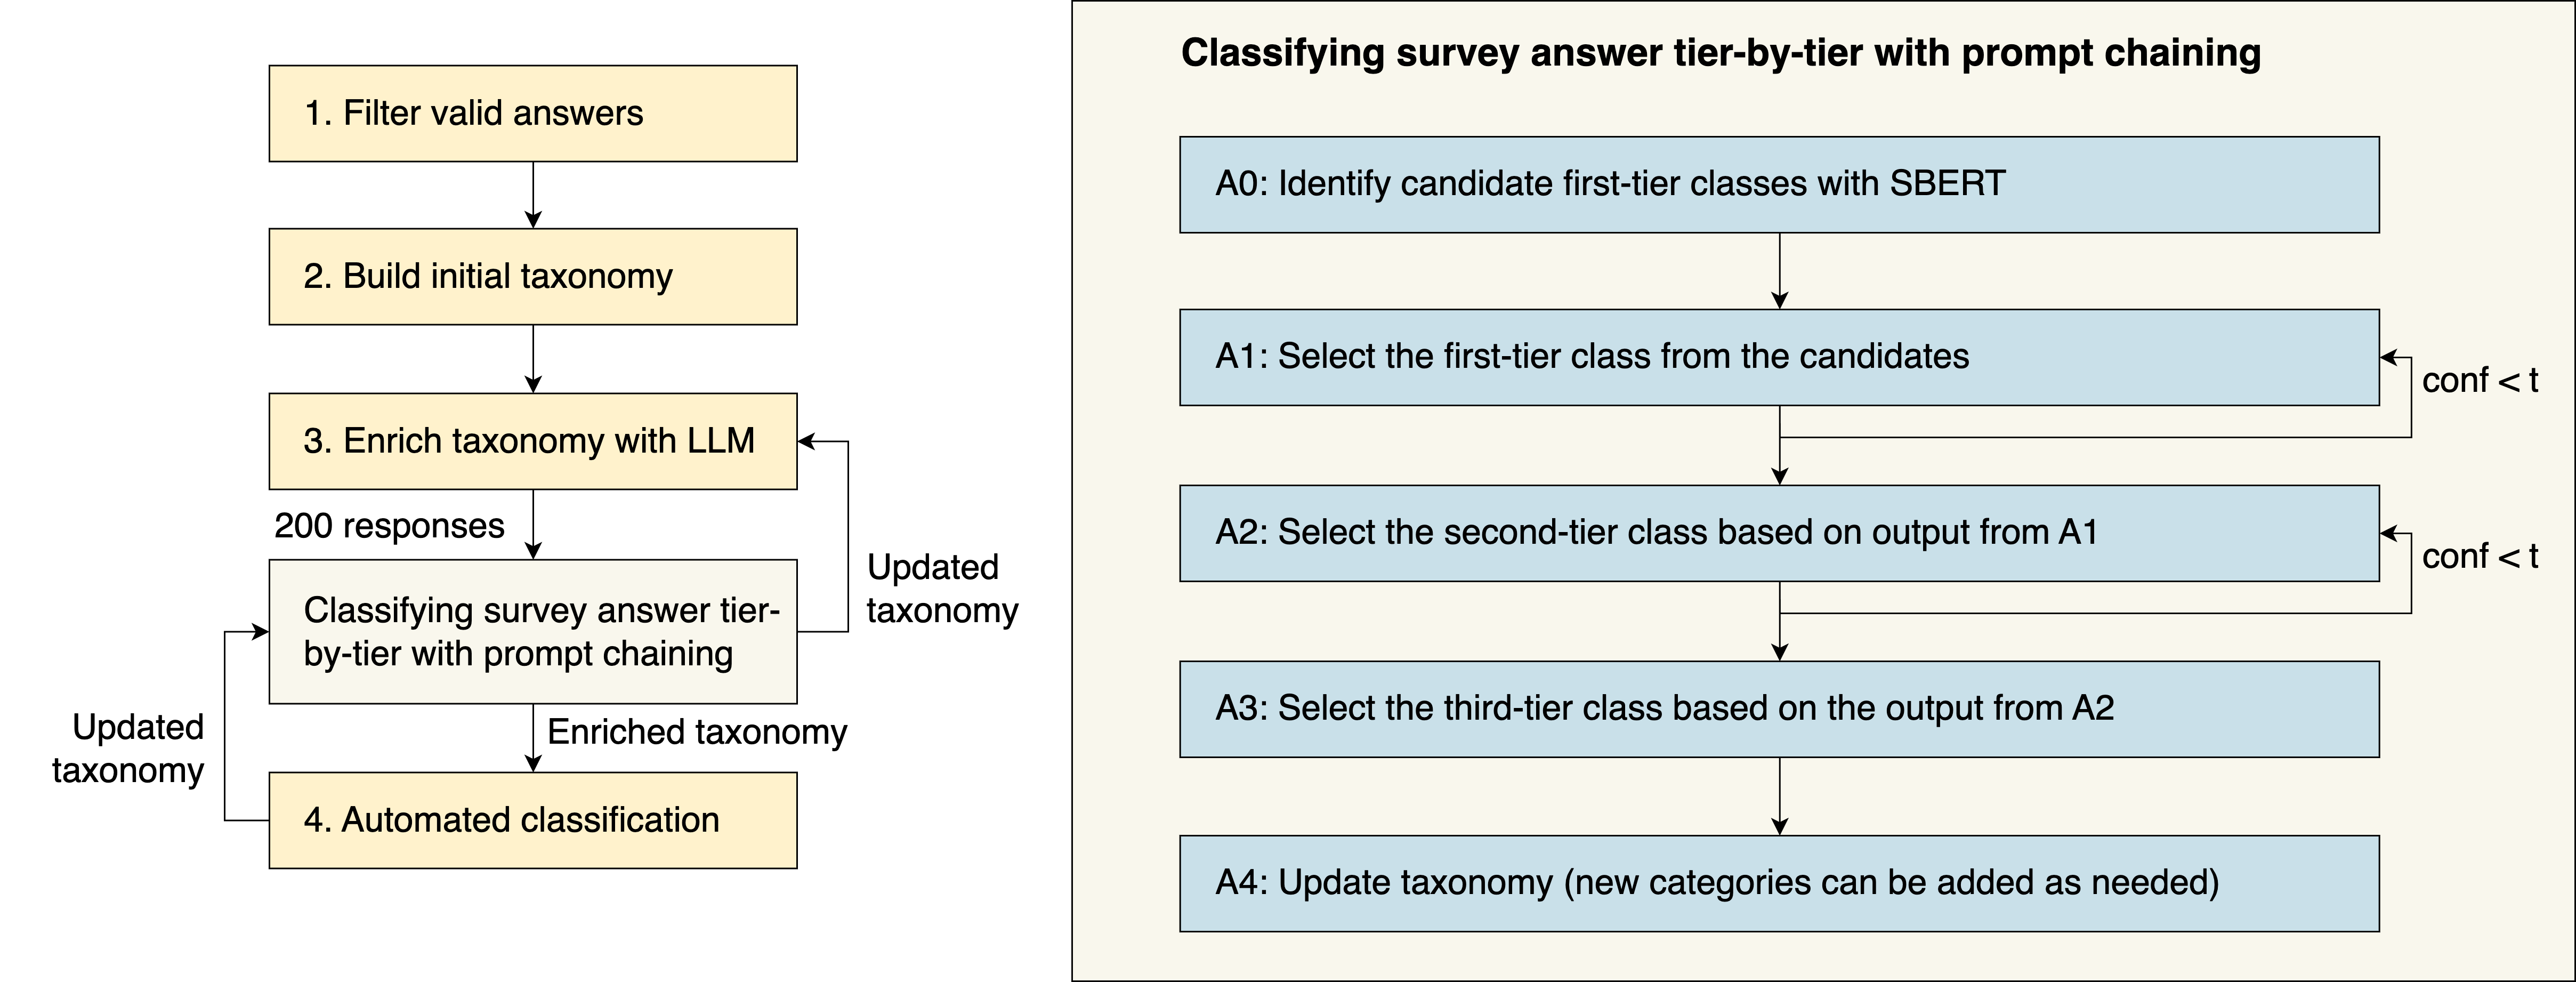 1. Filter valid answers
2. Build initial taxonomy
3. Enrich taxonomy with LLM
200 responses
Updated
taxonomy
Classifying survey answer tier-
by-tier with prompt chaining
Updated
taxonomy
Enriched taxonomy
4. Automated classification
Classifying survey answer tier-by-tier with prompt chaining
A0: Identify candidate first-tier classes with SBERT
A1: Select the first-tier class from the candidates
conf < t
A2: Select the second-tier class based on output from A1
conf < t
A3: Select the third-tier class based on the output from A2
A4: Update taxonomy (new categories can be added as needed)